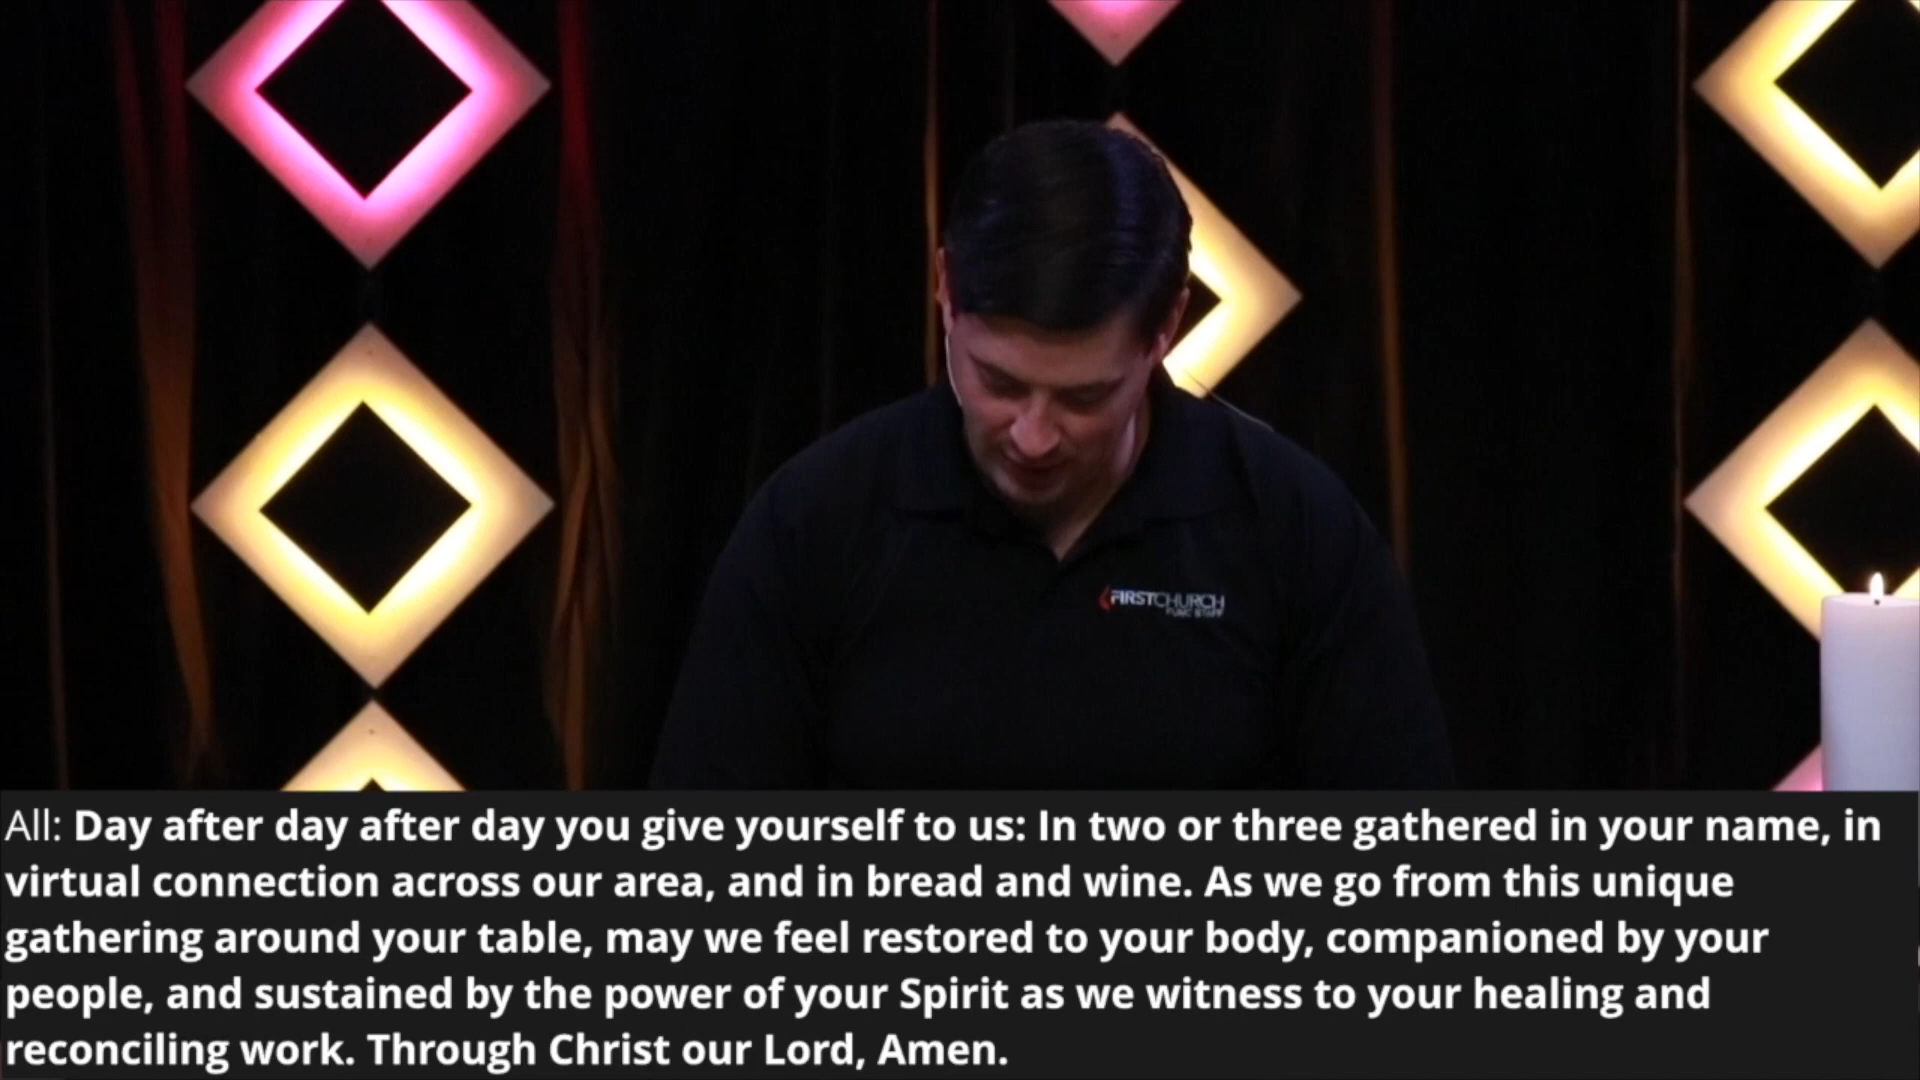 FIRSTCHURCH
FUMC STAFF
All: Day after day after day you give yourself to us: In two or three gathered in your name, in
virtual connection across our area, and in bread and wine. As we go from this unique
gathering around your table, may we feel restored to your body, companioned by your
people, and sustained by the power of your Spirit as we witness to your healing and
reconciling work. Through Christ our Lord, Amen.